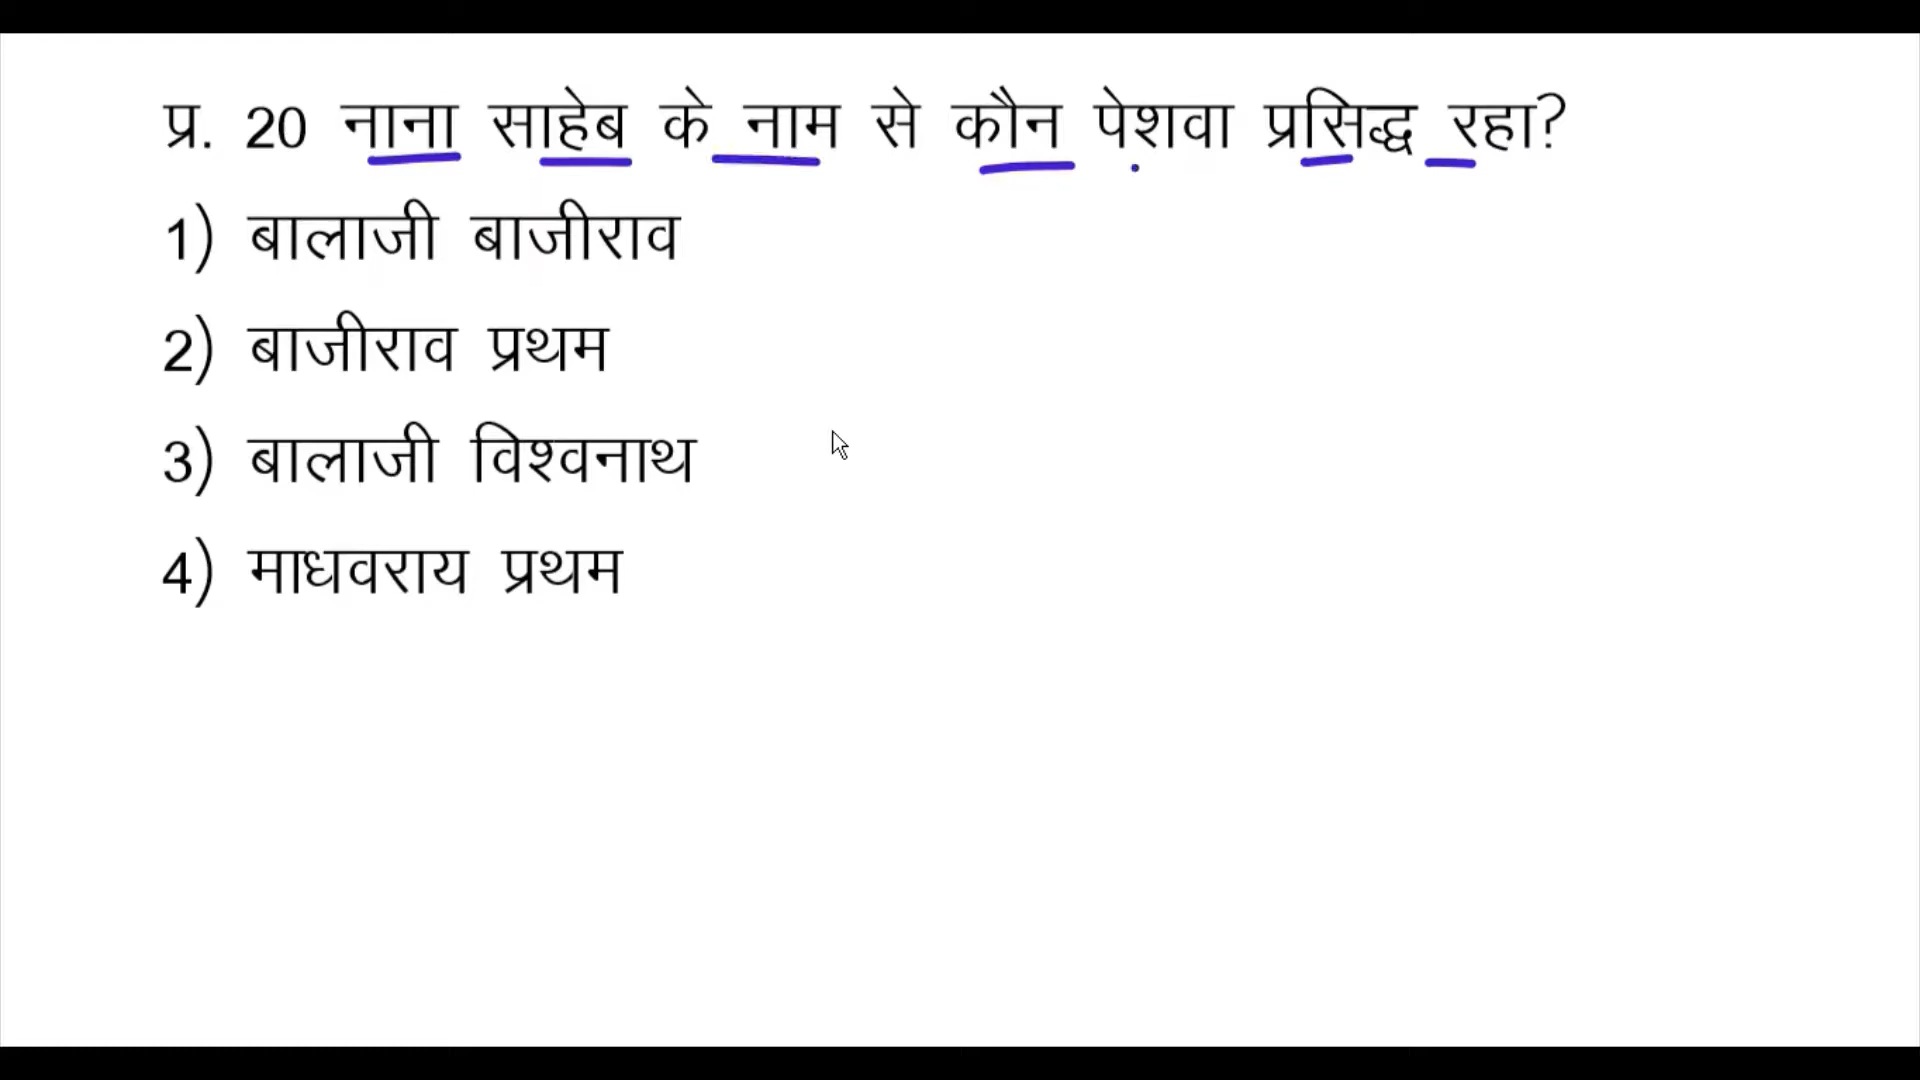 प्र. 20 नाना साहेब के नाम से कौन पेशवा प्रसिद्ध रहा?
1) बालाजी बाजीराव
2) बाजीराव प्रथम
3) बालाजी विश्वनाथ
4) माधवराय प्रथम